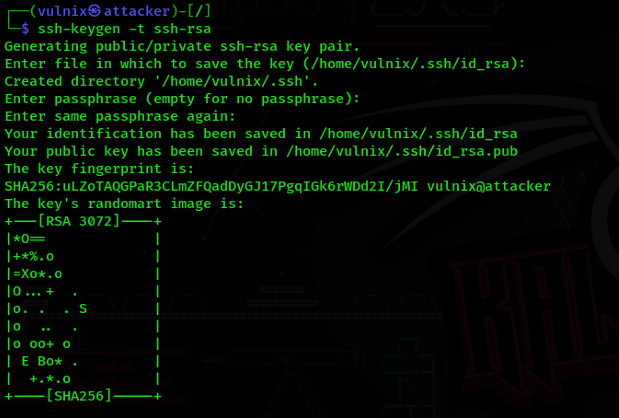 ┌──(vulnix㉿attacker)-[/]
└─$ ssh-keygen -t ssh-rsa
Generating public/private ssh-rsa key pair.
Enter file in which to save the key (/home/vulnix/.ssh/id_rsa):
Created directory '/home/vulnix/.ssh'.
Enter passphrase (empty for no passphrase):
Enter same passphrase again:
Your identification has been saved in /home/vulnix/.ssh/id_rsa
Your public key has been saved in /home/vulnix/.ssh/id_rsa.pub
The key fingerprint is:
SHA256:uLZoTAQGPaR3CLmZFQadDyGJ17PgqIGk6rWDd2I/jMI vulnix@attacker
The key's randomart image is:
+---[RSA 3072]----+
|*O==             |
|+*%.o            |
|=Xo*.o           |
|O...+  .         |
|o. .  . S        |
|o  ..  .         |
|o oo+ o          |
| E Bo* .         |
|  +.*.o          |
+----[SHA256]-----+